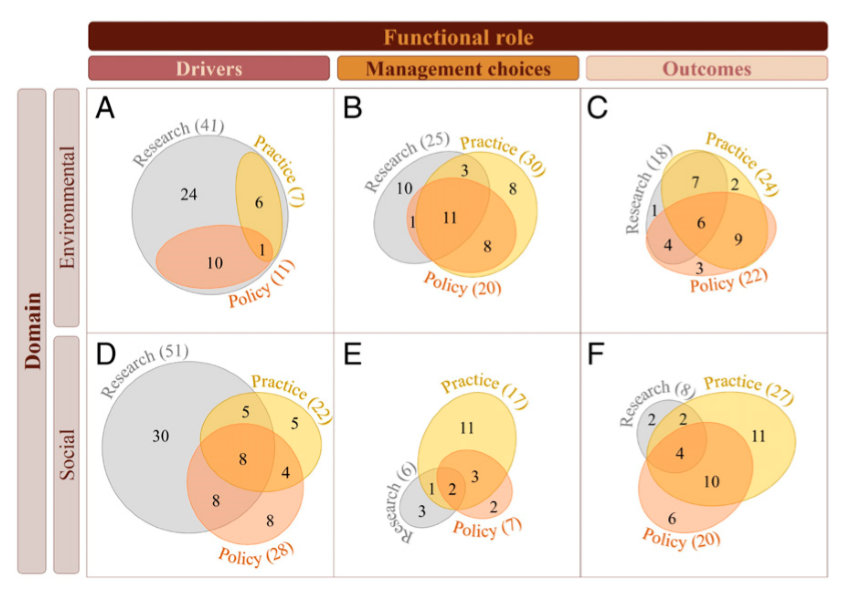 Functional role
Drivers
Management choices
Outcomes
Domain
Environmental
Social
A
Research (41)
Practice (7)
Policy (11)
24
6
1
10
B
Research (25)
Practice (30)
Policy (20)
10
3
8
1
11
8
C
Research (18)
Practice (24)
Policy (22)
7
2
1
6
4
9
3
D
Research (51)
Practice (22)
Policy (28)
5
5
30
8
4
8
8
E
Practice (17)
Research (6)
Policy (7)
11
3
1
2
3
2
F
Research (8)
Practice (27)
Policy (20)
2
2
11
4
10
6